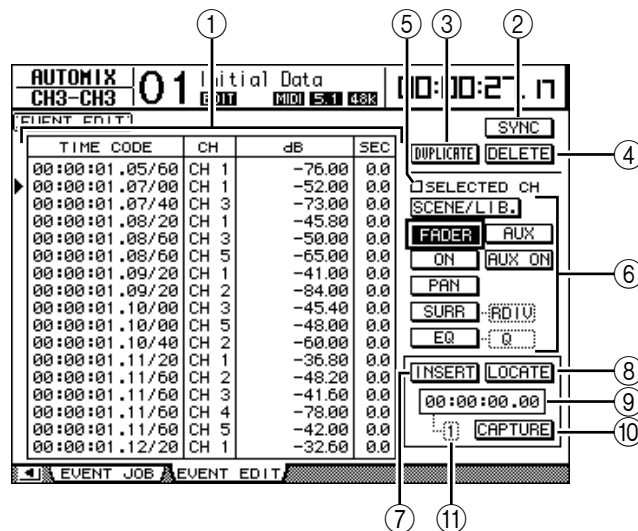 ① ⑤ ③ ②
AUTOMIX 01 Initial Data 00:00:27.17
CH3-CH3 EDIT MIDI 5.1 48k
EVENT EDIT
SYNC
DUPLICATE DELETE ④
TIME CODE CH dB SEC
00:00:01.05/60 CH 1 -76.00 0.0
00:00:01.07/00 CH 1 -52.00 0.0
00:00:01.07/40 CH 3 -73.00 0.0
00:00:01.08/20 CH 1 -45.80 0.0
00:00:01.08/60 CH 3 -50.00 0.0
00:00:01.08/60 CH 5 -65.00 0.0
00:00:01.09/20 CH 1 -41.00 0.0
00:00:01.09/20 CH 2 -84.00 0.0
00:00:01.10/00 CH 3 -45.40 0.0
00:00:01.10/00 CH 5 -48.00 0.0
00:00:01.10/40 CH 2 -60.00 0.0
00:00:01.11/20 CH 1 -36.80 0.0
00:00:01.11/60 CH 2 -48.20 0.0
00:00:01.11/60 CH 3 -41.60 0.0
00:00:01.11/60 CH 4 -78.00 0.0
00:00:01.11/60 CH 5 -42.00 0.0
00:00:01.12/20 CH 1 -32.60 0.0
SELECTED CH
SCENE/LIB.
FADER AUX
ON AUX ON
PAN
SURR RDIV
EQ Q
⑥
INSERT LOCATE ⑧
00:00:00.00 ⑨
1 CAPTURE ⑩
EVENT JOB EVENT EDIT
⑦ ⑪